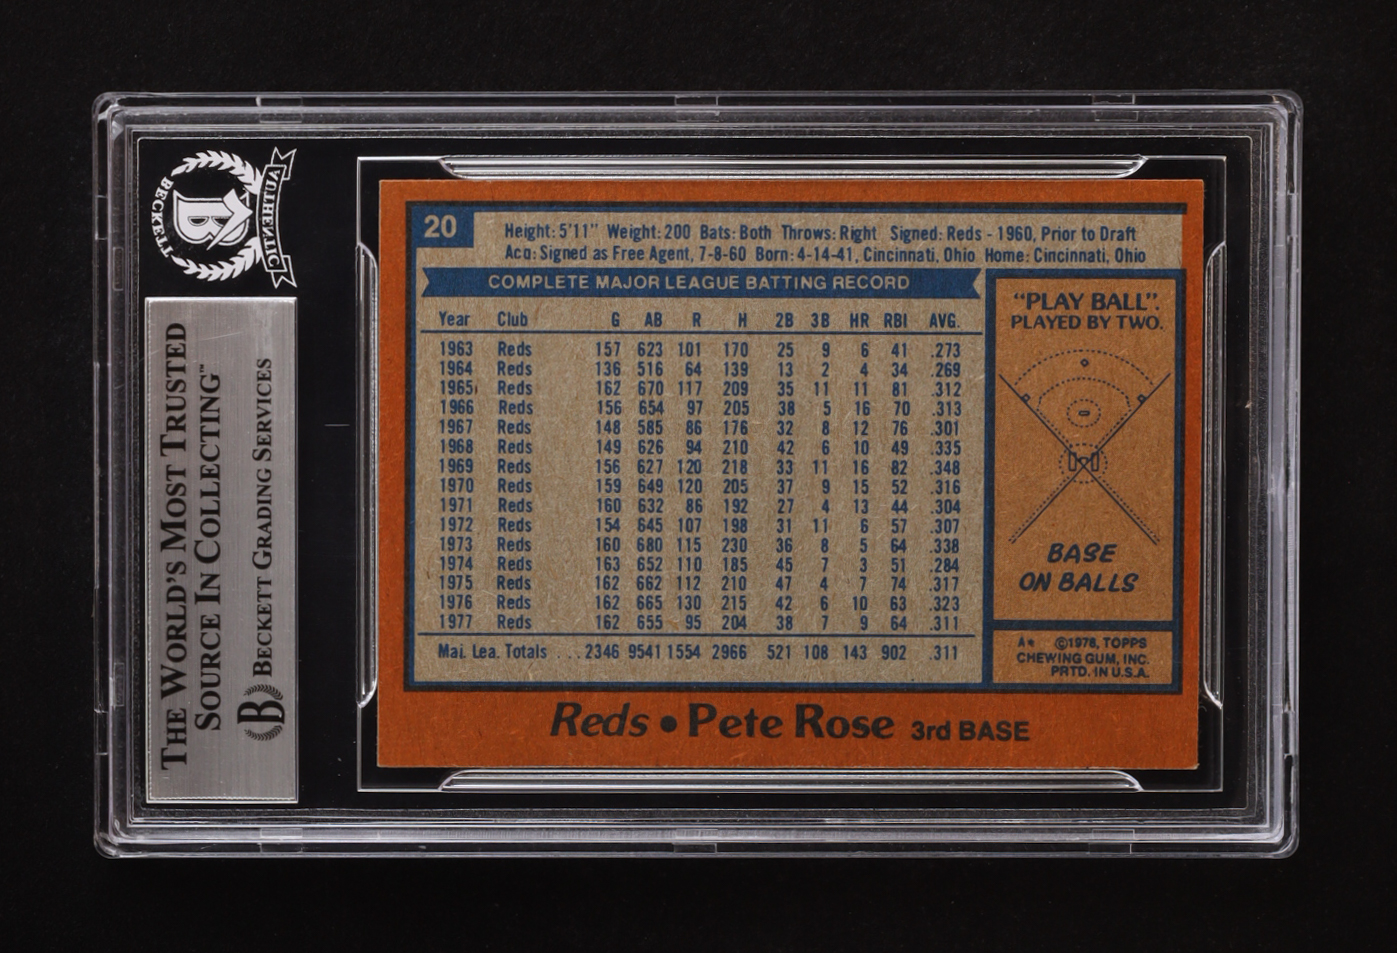 BECKETT
AUTHENTIC
B
THE WORLD'S MOST TRUSTED
SOURCE IN COLLECTING™
B BECKETT GRADING SERVICES
20
Height: 5'11" Weight: 200 Bats: Both Throws: Right Signed: Reds - 1960, Prior to Draft
Acq: Signed as Free Agent, 7-8-60 Born: 4-14-41, Cincinnati, Ohio Home: Cincinnati, Ohio
COMPLETE MAJOR LEAGUE BATTING RECORD
Year Club G AB R H 2B 3B HR RBI AVG.
1963 Reds 157 623 101 170 25 9 6 41 .273
1964 Reds 136 516 64 139 13 2 4 34 .269
1965 Reds 162 670 117 209 35 11 11 81 .312
1966 Reds 156 654 97 205 38 5 16 70 .313
1967 Reds 148 585 86 176 32 8 12 76 .301
1968 Reds 149 626 94 210 42 6 10 49 .335
1969 Reds 156 627 120 218 33 11 16 82 .348
1970 Reds 159 649 120 205 37 9 15 52 .316
1971 Reds 160 632 86 192 27 4 13 44 .304
1972 Reds 154 645 107 198 31 11 6 57 .307
1973 Reds 160 680 115 230 36 8 5 64 .338
1974 Reds 163 652 110 185 45 7 3 51 .284
1975 Reds 162 662 112 210 47 4 7 74 .317
1976 Reds 162 665 130 215 42 6 10 63 .323
1977 Reds 162 655 95 204 38 7 9 64 .311
Maj. Lea. Totals ... 2346 9541 1554 2966 521 108 143 902 .311
"PLAY BALL".
PLAYED BY TWO.
BASE
ON BALLS
A* ©1978, TOPPS
CHEWING GUM, INC.
PRTD. IN U.S.A.
Reds • Pete Rose 3rd BASE